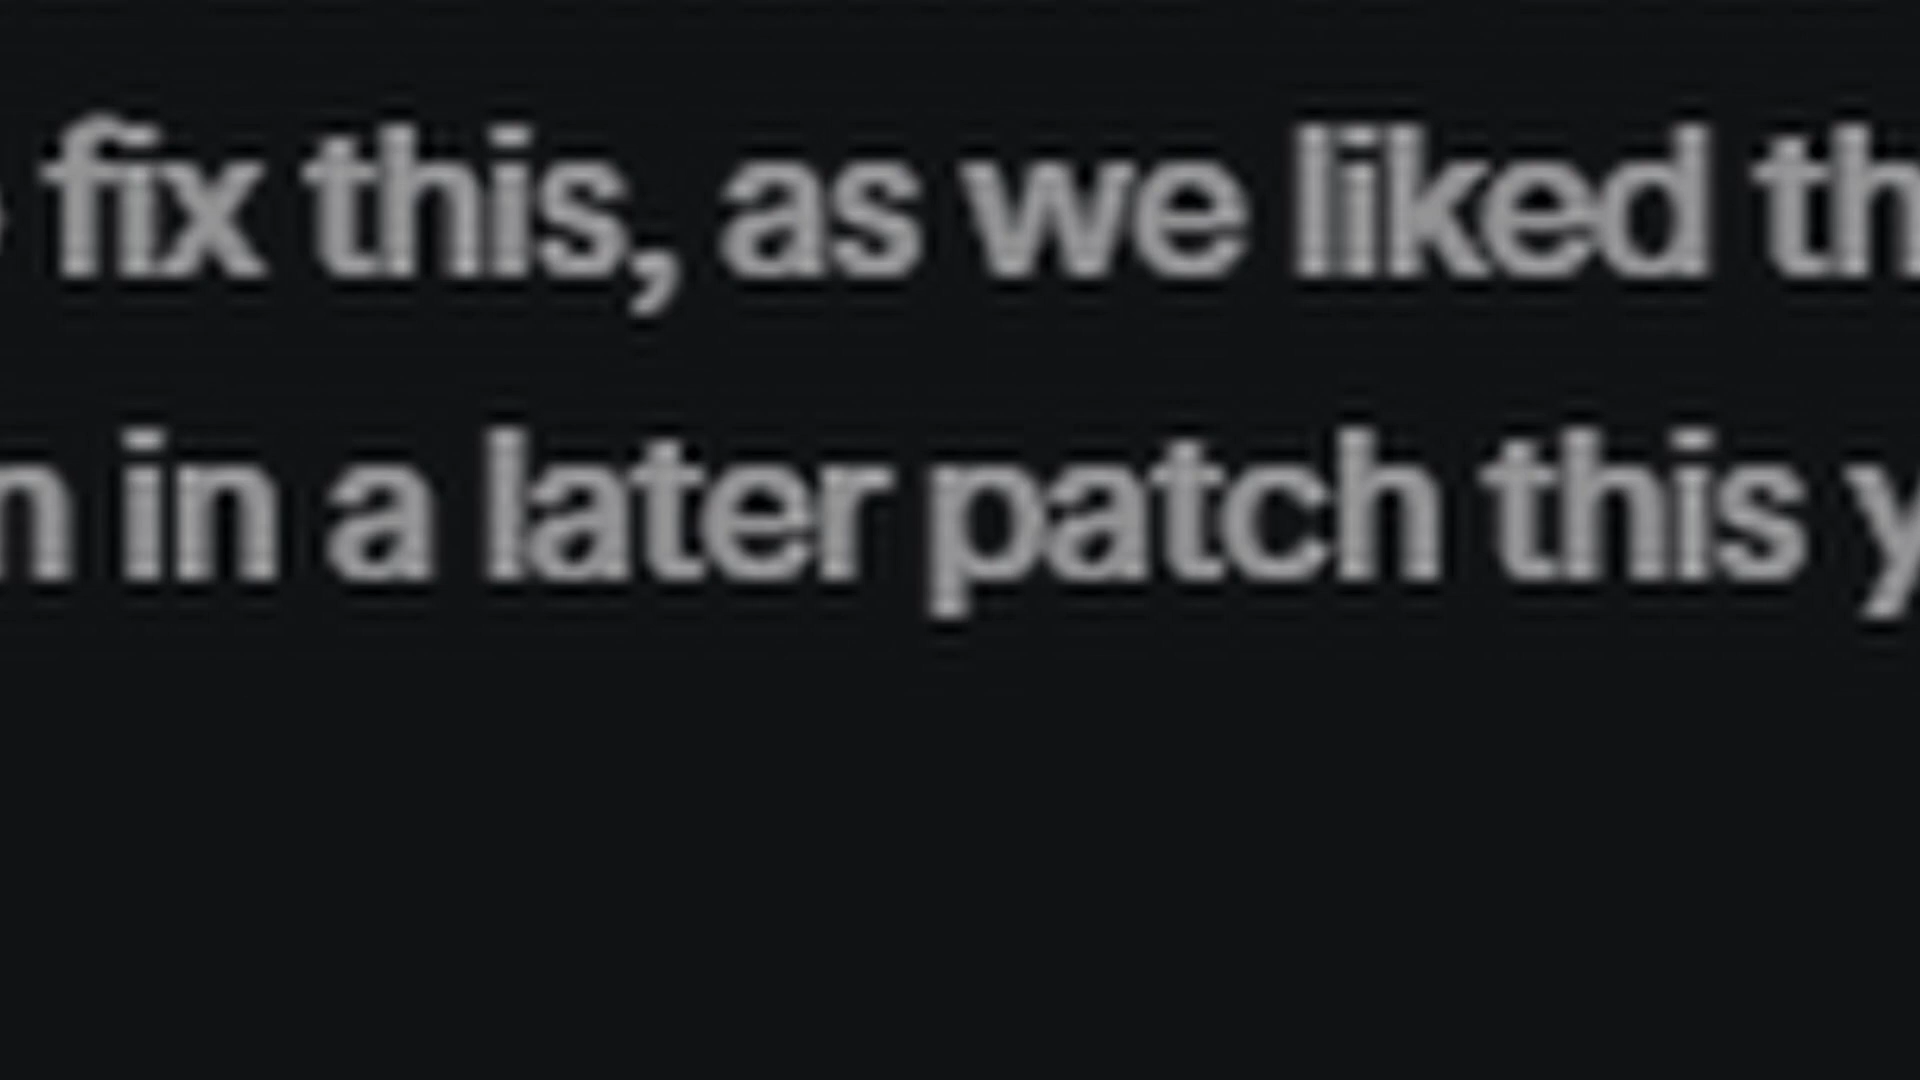 fix this, as we liked th
n in a later patch this y